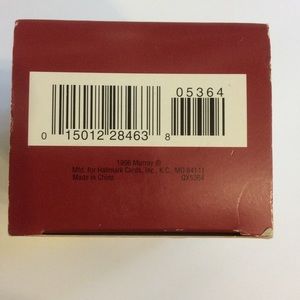 05364
0 15012 28463 8
1996 Murray ®
Mfd. for Hallmark Cards, Inc., K.C., MO 64141
Made in China QX5364